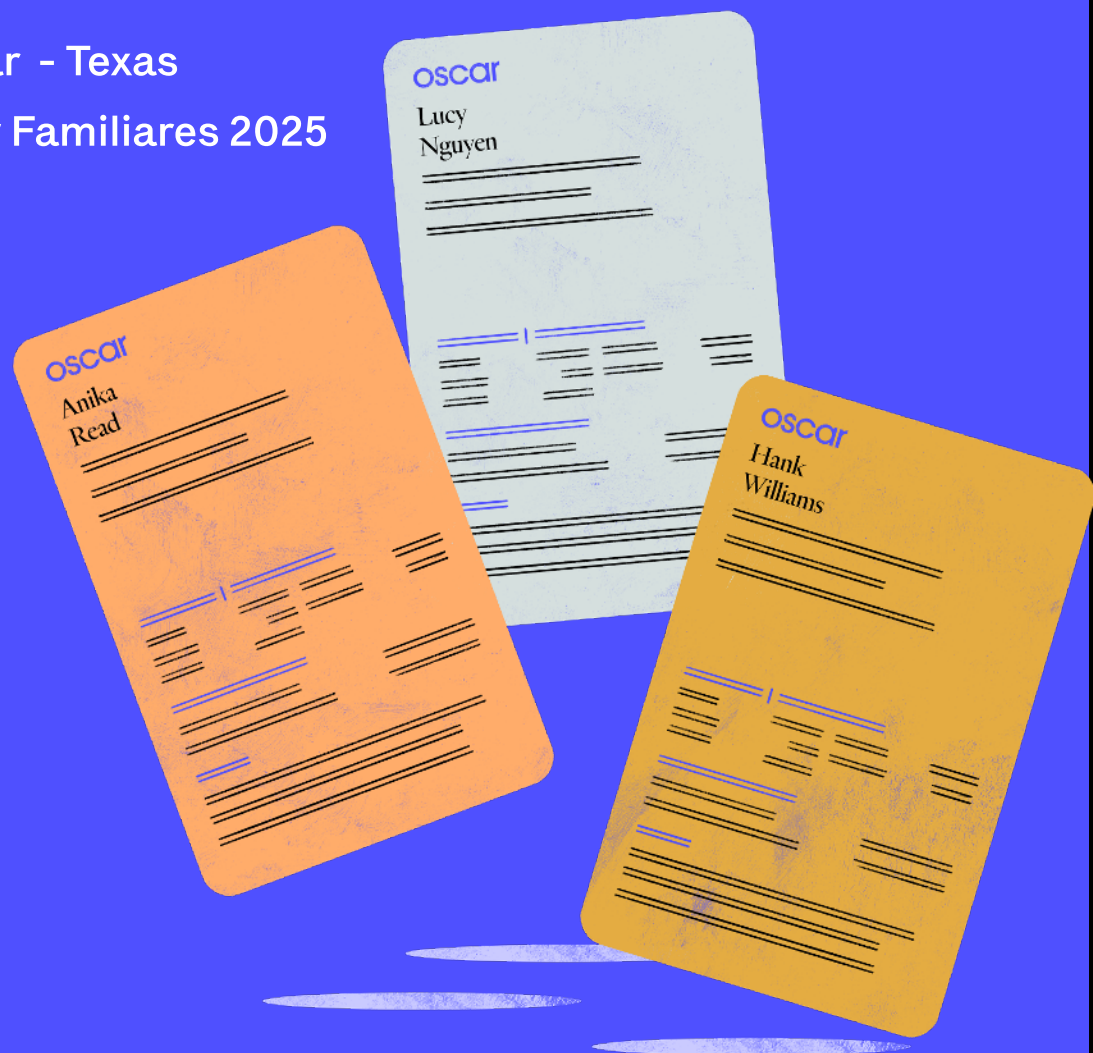 r - Texas
Familiares 2025
oscar
Lucy
Nguyen
oscar
Anika
Read
oscar
Hank
Williams